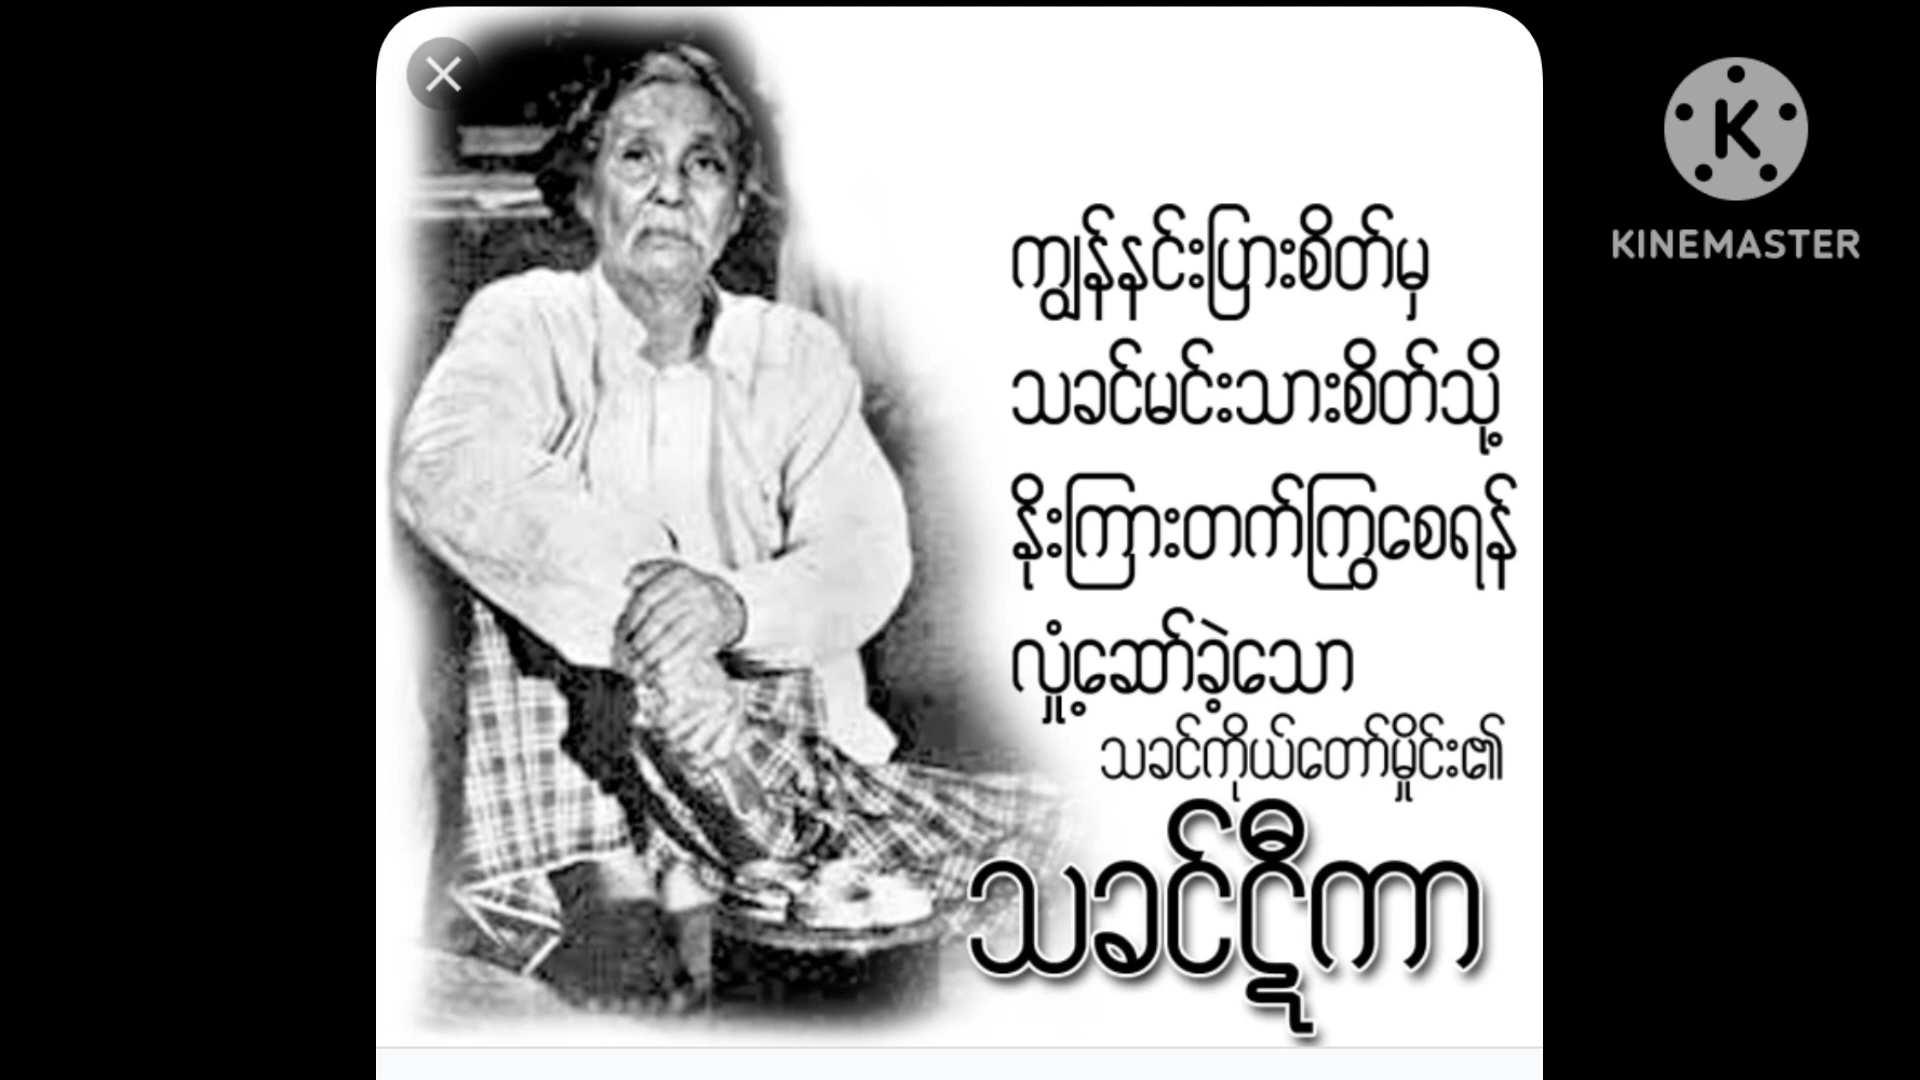 ကျွန်နင်းပြားစိတ်မှ
သခင်မင်းသားစိတ်သို့
နိုးကြားတက်ကြွစေရန်
လှုံ့ဆော်ခဲ့သော
သခင်ကိုယ်တော်မှိုင်း၏
သခင်ဋီကာ
KINEMASTER